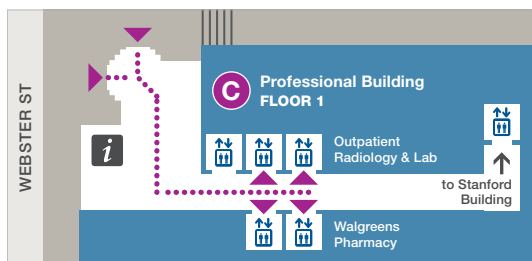 WEBSTER ST
C
Professional Building
FLOOR 1
i
Outpatient
Radiology & Lab
to Stanford
Building
Walgreens
Pharmacy